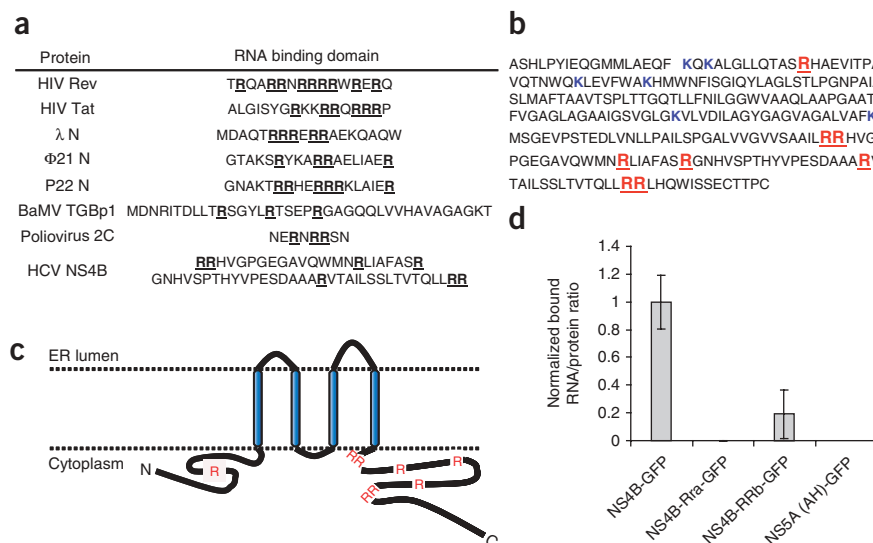 a
Protein RNA binding domain
HIV Rev TRQARRNRRRRWRERQ
HIV Tat ALGISYGRKKRRQRRRP
λ N MDAQTRRRERRAEKQAQW
Φ21 N GTAKSRYKARRAELIAER
P22 N GNAKTRRHERRRKLAIER
BaMV TGBp1 MDNRITDLLTRSGYLRTSEPRGAGQQLVVHAVAGAGKT
Poliovirus 2C NERNRRSN
HCV NS4B RRHVGPGEGAVQWMNRLIAFASR
GNHVSPTHYVPESDAAARVTAILSSLTVTQLLRR
b
ASHLPYIEQGMMLAEQF KQKALGLLQTASRHAEVITPA
VQTNWQKLEVFWAKHMWNFISGIQYLAGLSTLPGNPAI
SLMAFTAAVTSPLTTGQTLLFNILGGWVAAQLAAPGAAT
FVGAGLAGAAIGSVGLGKVLVDILAGYGAGVAGALVAFK
MSGEVPSTEDLVNLLPAILSPGALVVGVVSAAILRRHVG
PGEGAVQWMNRLIAFASRGNHVSPTHYVPESDAAARV
TAILSSLTVTQLLRRLHQWISSECTTPC
c
ER lumen
Cytoplasm
N
R
RR
R
R
RR
R
C
d
Normalized bound
RNA/protein ratio
1.4
1.2
1
0.8
0.6
0.4
0.2
0
NS4B-GFP
NS4B-Rra-GFP
NS4B-RRb-GFP
NS5A (AH)-GFP